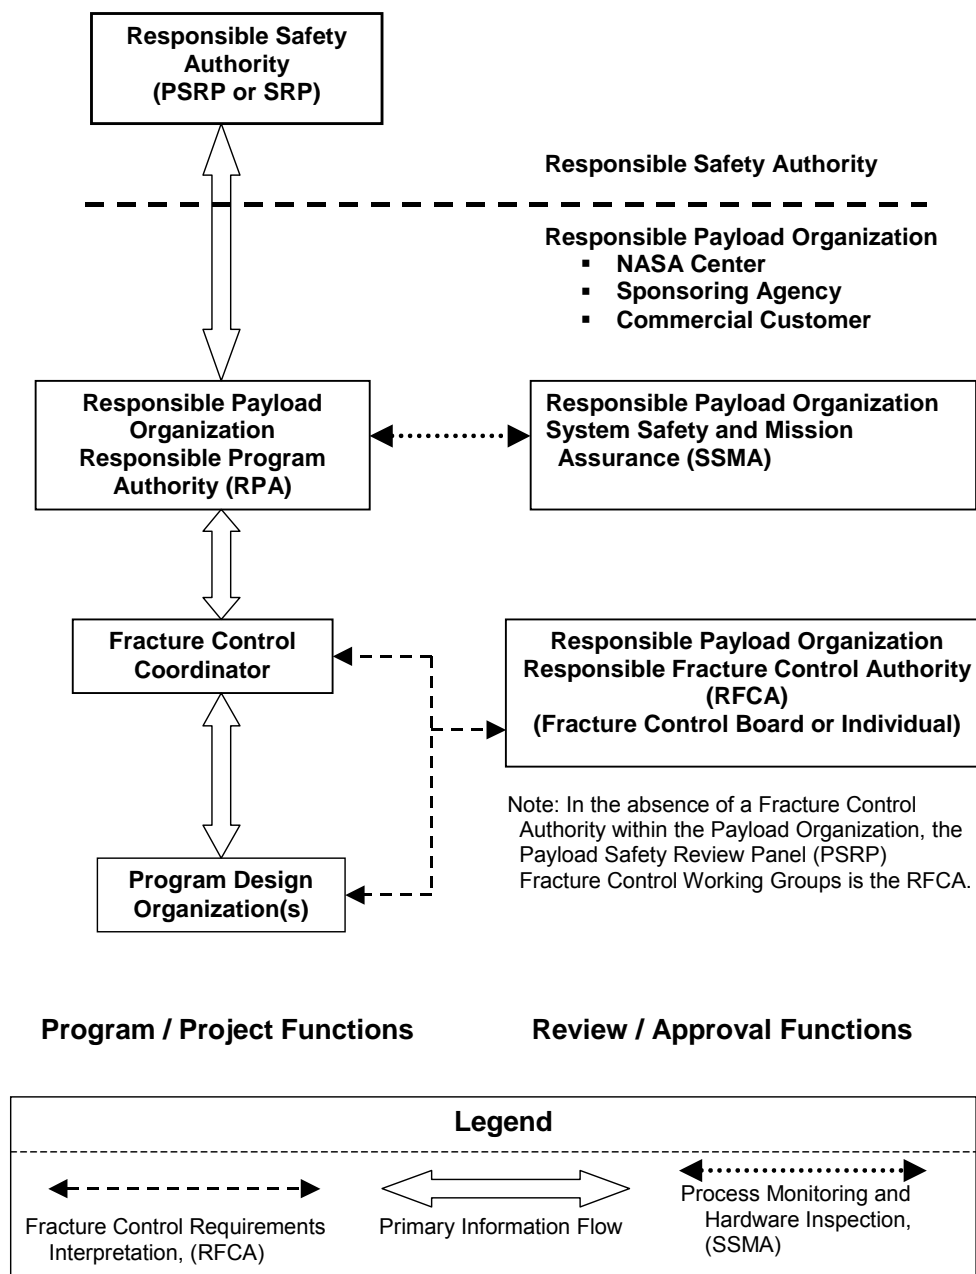 Responsible Safety
Authority
(PSRP or SRP)
Responsible Safety Authority
Responsible Payload Organization
▪ NASA Center
▪ Sponsoring Agency
▪ Commercial Customer
Responsible Payload
Organization
Responsible Program
Authority (RPA)
Responsible Payload Organization
System Safety and Mission
Assurance (SSMA)
Fracture Control
Coordinator
Responsible Payload Organization
Responsible Fracture Control Authority
(RFCA)
(Fracture Control Board or Individual)
Note: In the absence of a Fracture Control
Authority within the Payload Organization, the
Payload Safety Review Panel (PSRP)
Fracture Control Working Groups is the RFCA.
Program Design
Organization(s)
Program / Project Functions
Review / Approval Functions
Legend
Fracture Control Requirements
Interpretation, (RFCA)
Primary Information Flow
Process Monitoring and
Hardware Inspection,
(SSMA)